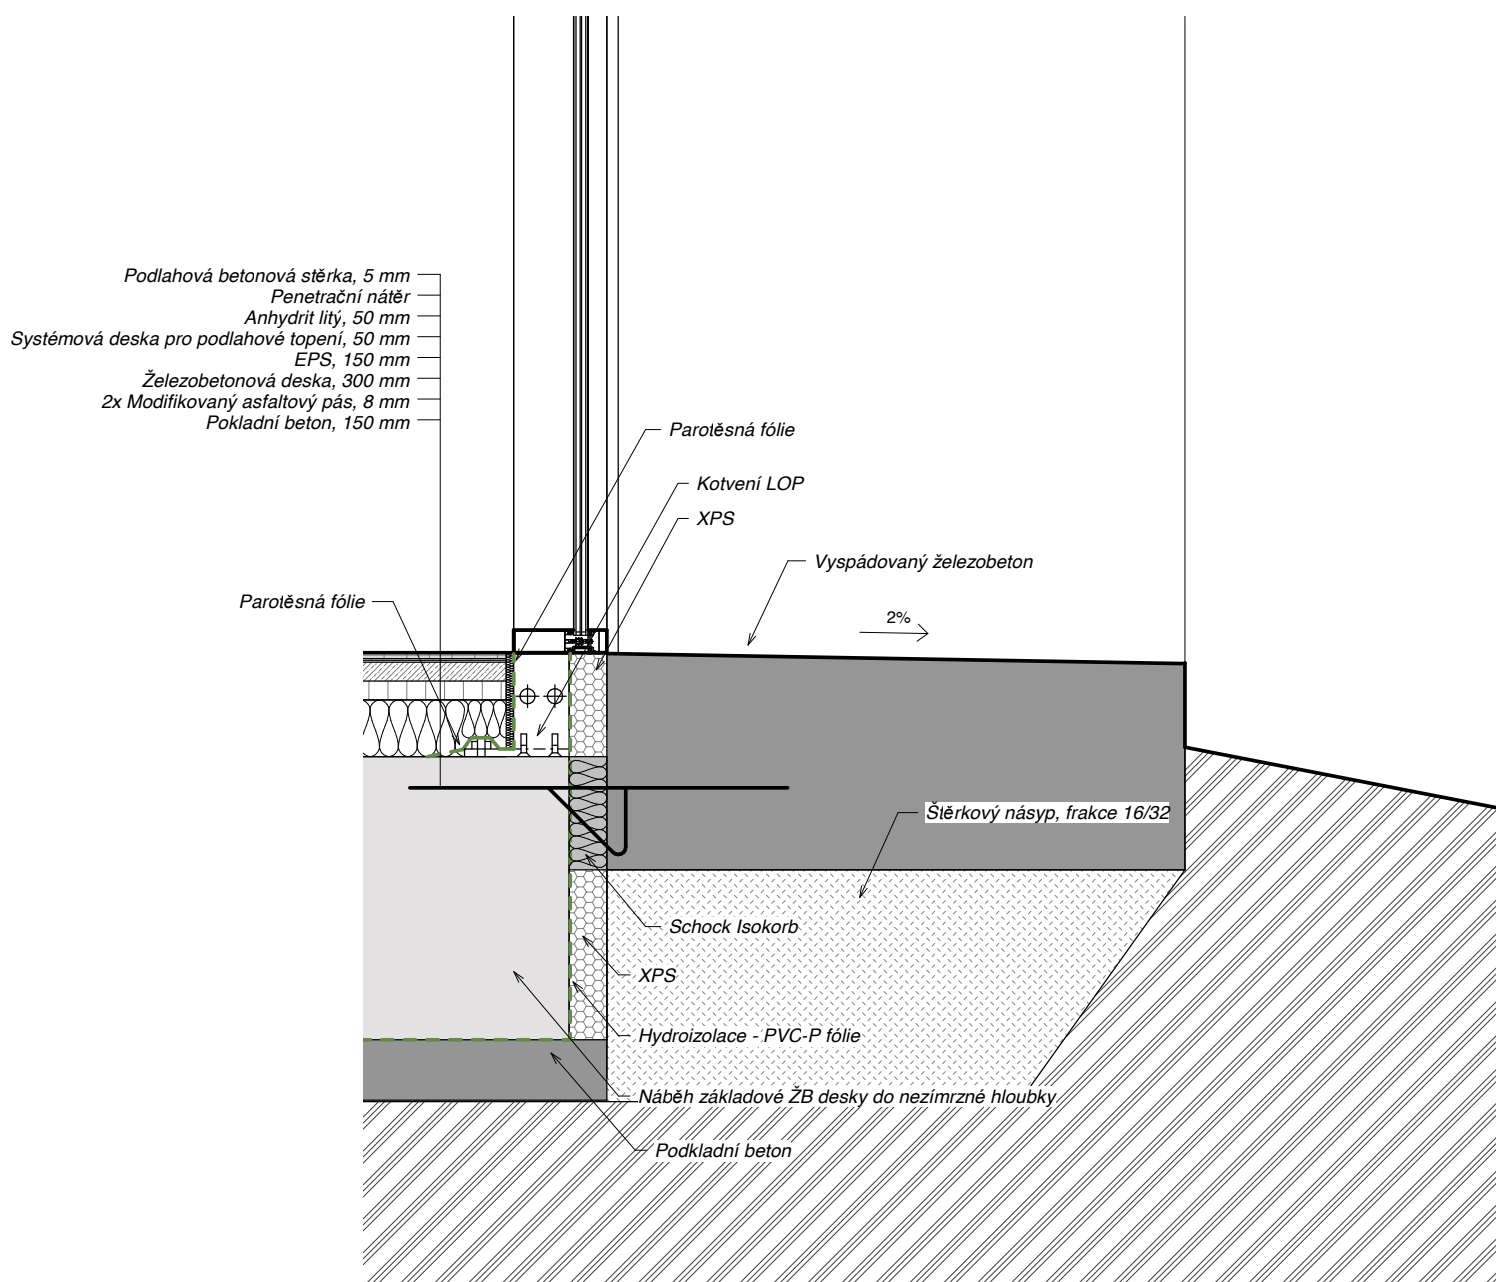 Podlahová betonová stěrka, 5 mm
Penetrační nátěr
Anhydrit litý, 50 mm
Systémová deska pro podlahové topení, 50 mm
EPS, 150 mm
Železobetonová deska, 300 mm
2x Modifikovaný asfaltový pás, 8 mm
Pokladní beton, 150 mm
Parotěsná fólie
Kotvení LOP
XPS
Vyspádovaný železobeton
Parotěsná fólie
2%
Štěrkový násyp, frakce 16/32
Schock Isokorb
XPS
Hydroizolace - PVC-P fólie
Náběh základové ŽB desky do nezímrzné hloubky
Podkladní beton